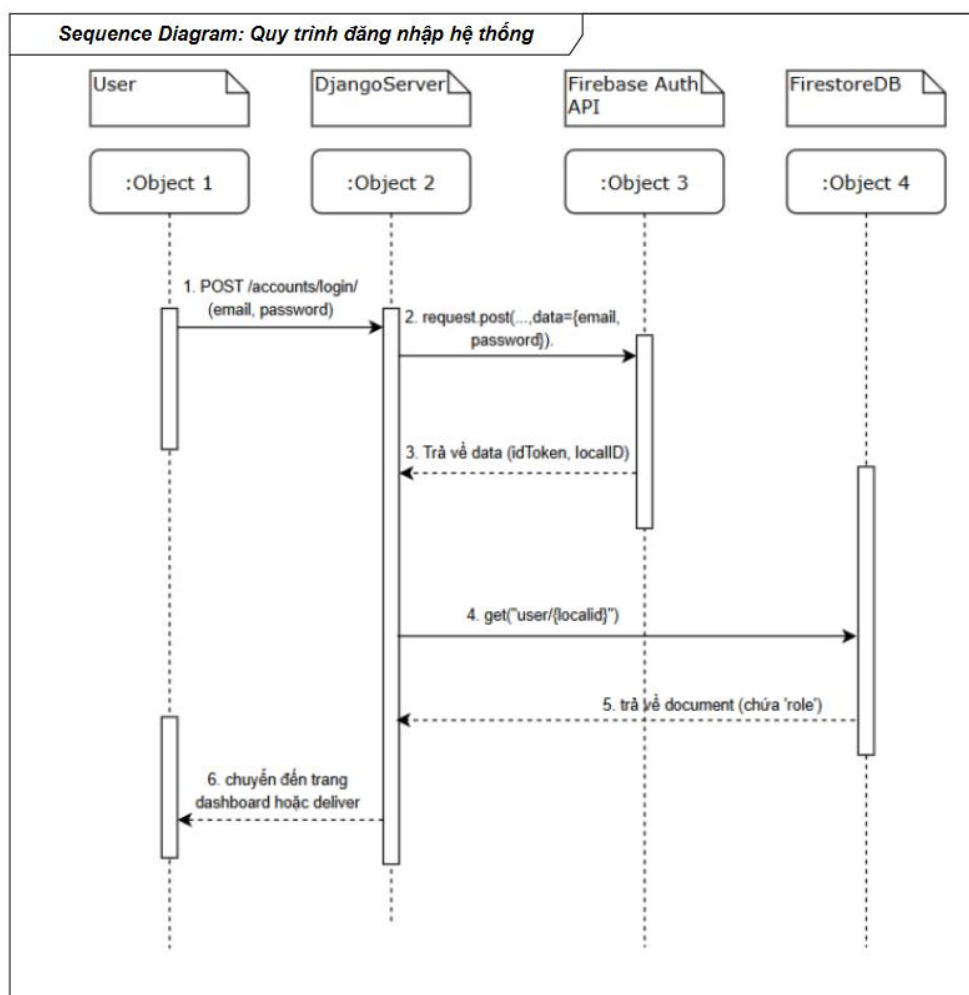 Sequence Diagram: Quy trình đăng nhập hệ thống
User
DjangoServer
Firebase Auth
API
FirestoreDB
:Object 1
:Object 2
:Object 3
:Object 4
1. POST /accounts/login/
(email, password)
2. request.post(...,data={email,
password}).
3. Trả về data (idToken, localID)
4. get("user/{localid}")
5. trả về document (chứa 'role')
6. chuyển đến trang
dashboard hoặc deliver